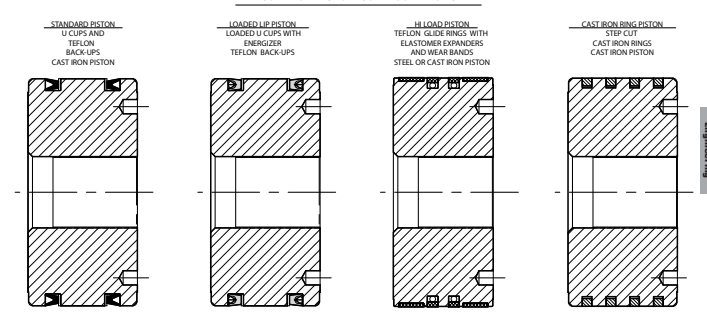 STANDARD PISTON
U CUPS AND
TEFLON
BACK-UPS
CAST IRON PISTON
LOADED LIP PISTON
LOADED U CUPS WITH
ENERGIZER
TEFLON BACK-UPS
HI LOAD PISTON
TEFLON GLIDE RINGS WITH
ELASTOMER EXPANDERS
AND WEAR BANDS
STEEL OR CAST IRON PISTON
CAST IRON RING PISTON
STEP CUT
CAST IRON RINGS
CAST IRON PISTON